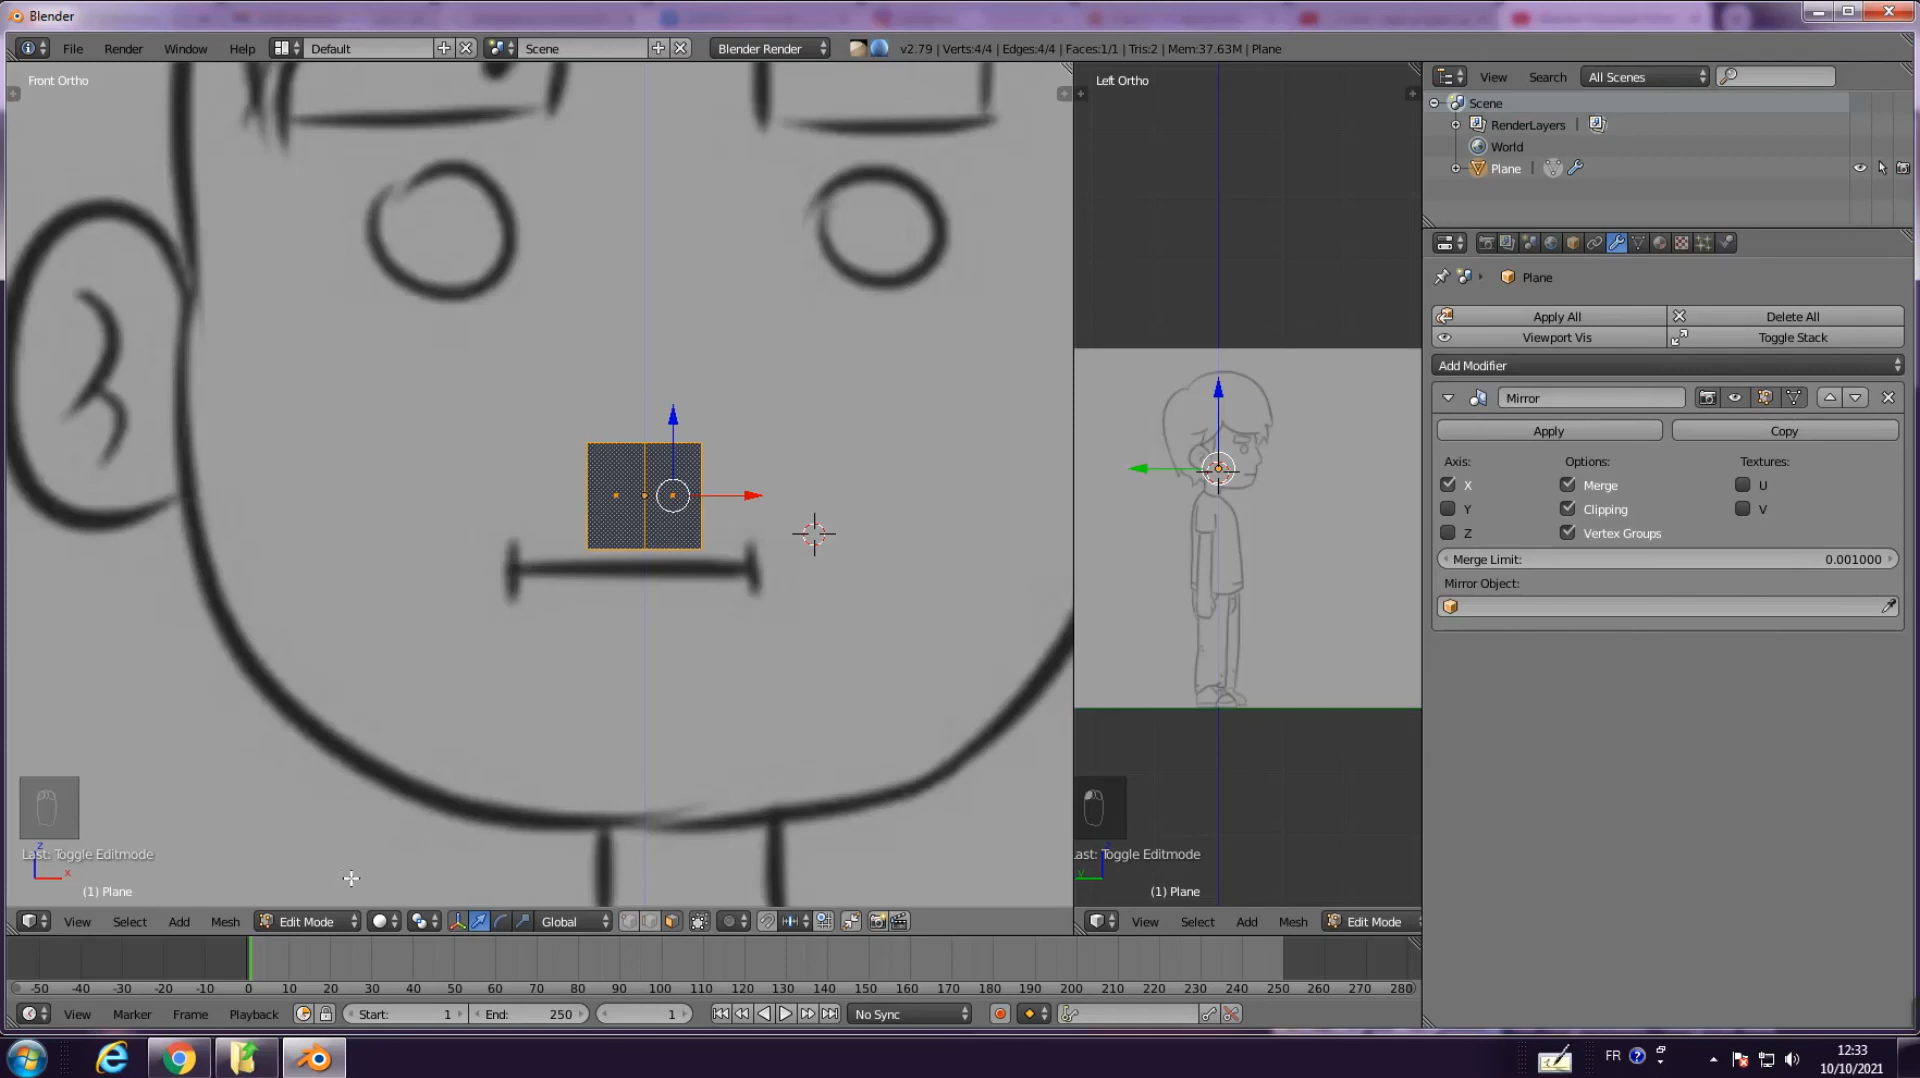 Blender
File Render Window Help Default Scene Blender Render v2.79 | Verts:4/4 | Edges:4/4 | Faces:1/1 | Tris:2 | Mem:37.63M | Plane
Front Ortho
Left Ortho
View Search All Scenes
Scene
RenderLayers |
World
Plane |
Plane
Apply All Delete All
Viewport Vis Toggle Stack
Add Modifier
Mirror
Apply Copy
Axis: Options: Textures:
X Merge U
Y Clipping V
Z Vertex Groups
Merge Limit: 0.001000
Mirror Object:
Last: Toggle Editmode
z
x
(1) Plane
ast: Toggle Editmode
y
(1) Plane
View Select Add Mesh Edit Mode Global
View Select Add Mesh Edit Mode
-50 -40 -30 -20 -10 0 10 20 30 40 50 60 70 80 90 100 110 120 130 140 150 160 170 180 190 200 210 220 230 240 250 260 270 280
View Marker Frame Playback Start: 1 End: 250 1 No Sync
FR
12:33
10/10/2021